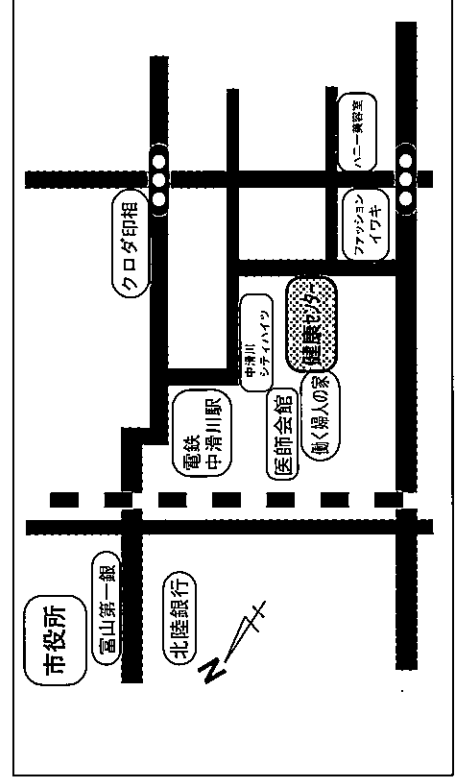 市役所
富山第一銀
クロダ印相
北陸銀行
電鉄
中滑川駅
N
中滑川
シティハイツ
医師会館
健康センター
働く婦人の家
ファッション
イワキ
ハニー美容室